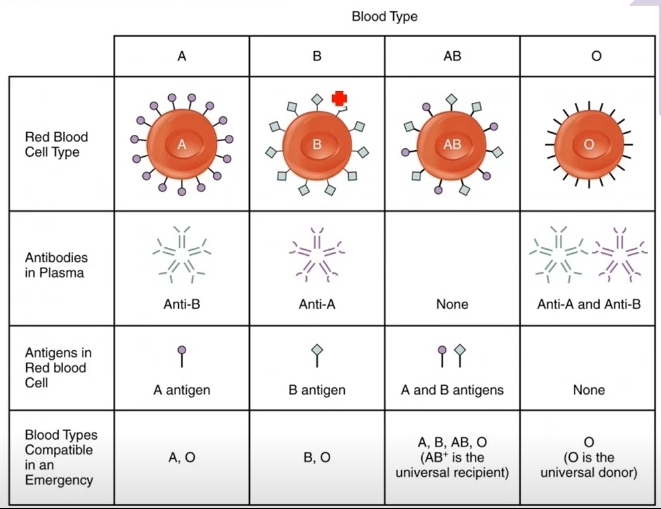 Blood Type
A
B
AB
O
Red Blood
Cell Type
A
B
AB
O
Antibodies
in Plasma
Anti-B
Anti-A
None
Anti-A and Anti-B
Antigens in
Red blood
Cell
A antigen
B antigen
A and B antigens
None
Blood Types
Compatible
in an
Emergency
A, O
B, O
A, B, AB, O
(AB⁺ is the
universal recipient)
O
(O is the
universal donor)